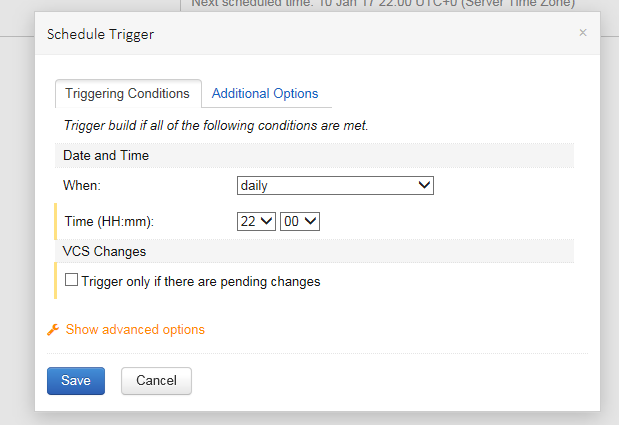 Next scheduled time: 10 Jan 17 22:00 UTC+0 (Server Time Zone)
Schedule Trigger
×
Triggering Conditions Additional Options
Trigger build if all of the following conditions are met.
Date and Time
When: daily
Time (HH:mm): 22 00
VCS Changes
Trigger only if there are pending changes
Show advanced options
Save Cancel